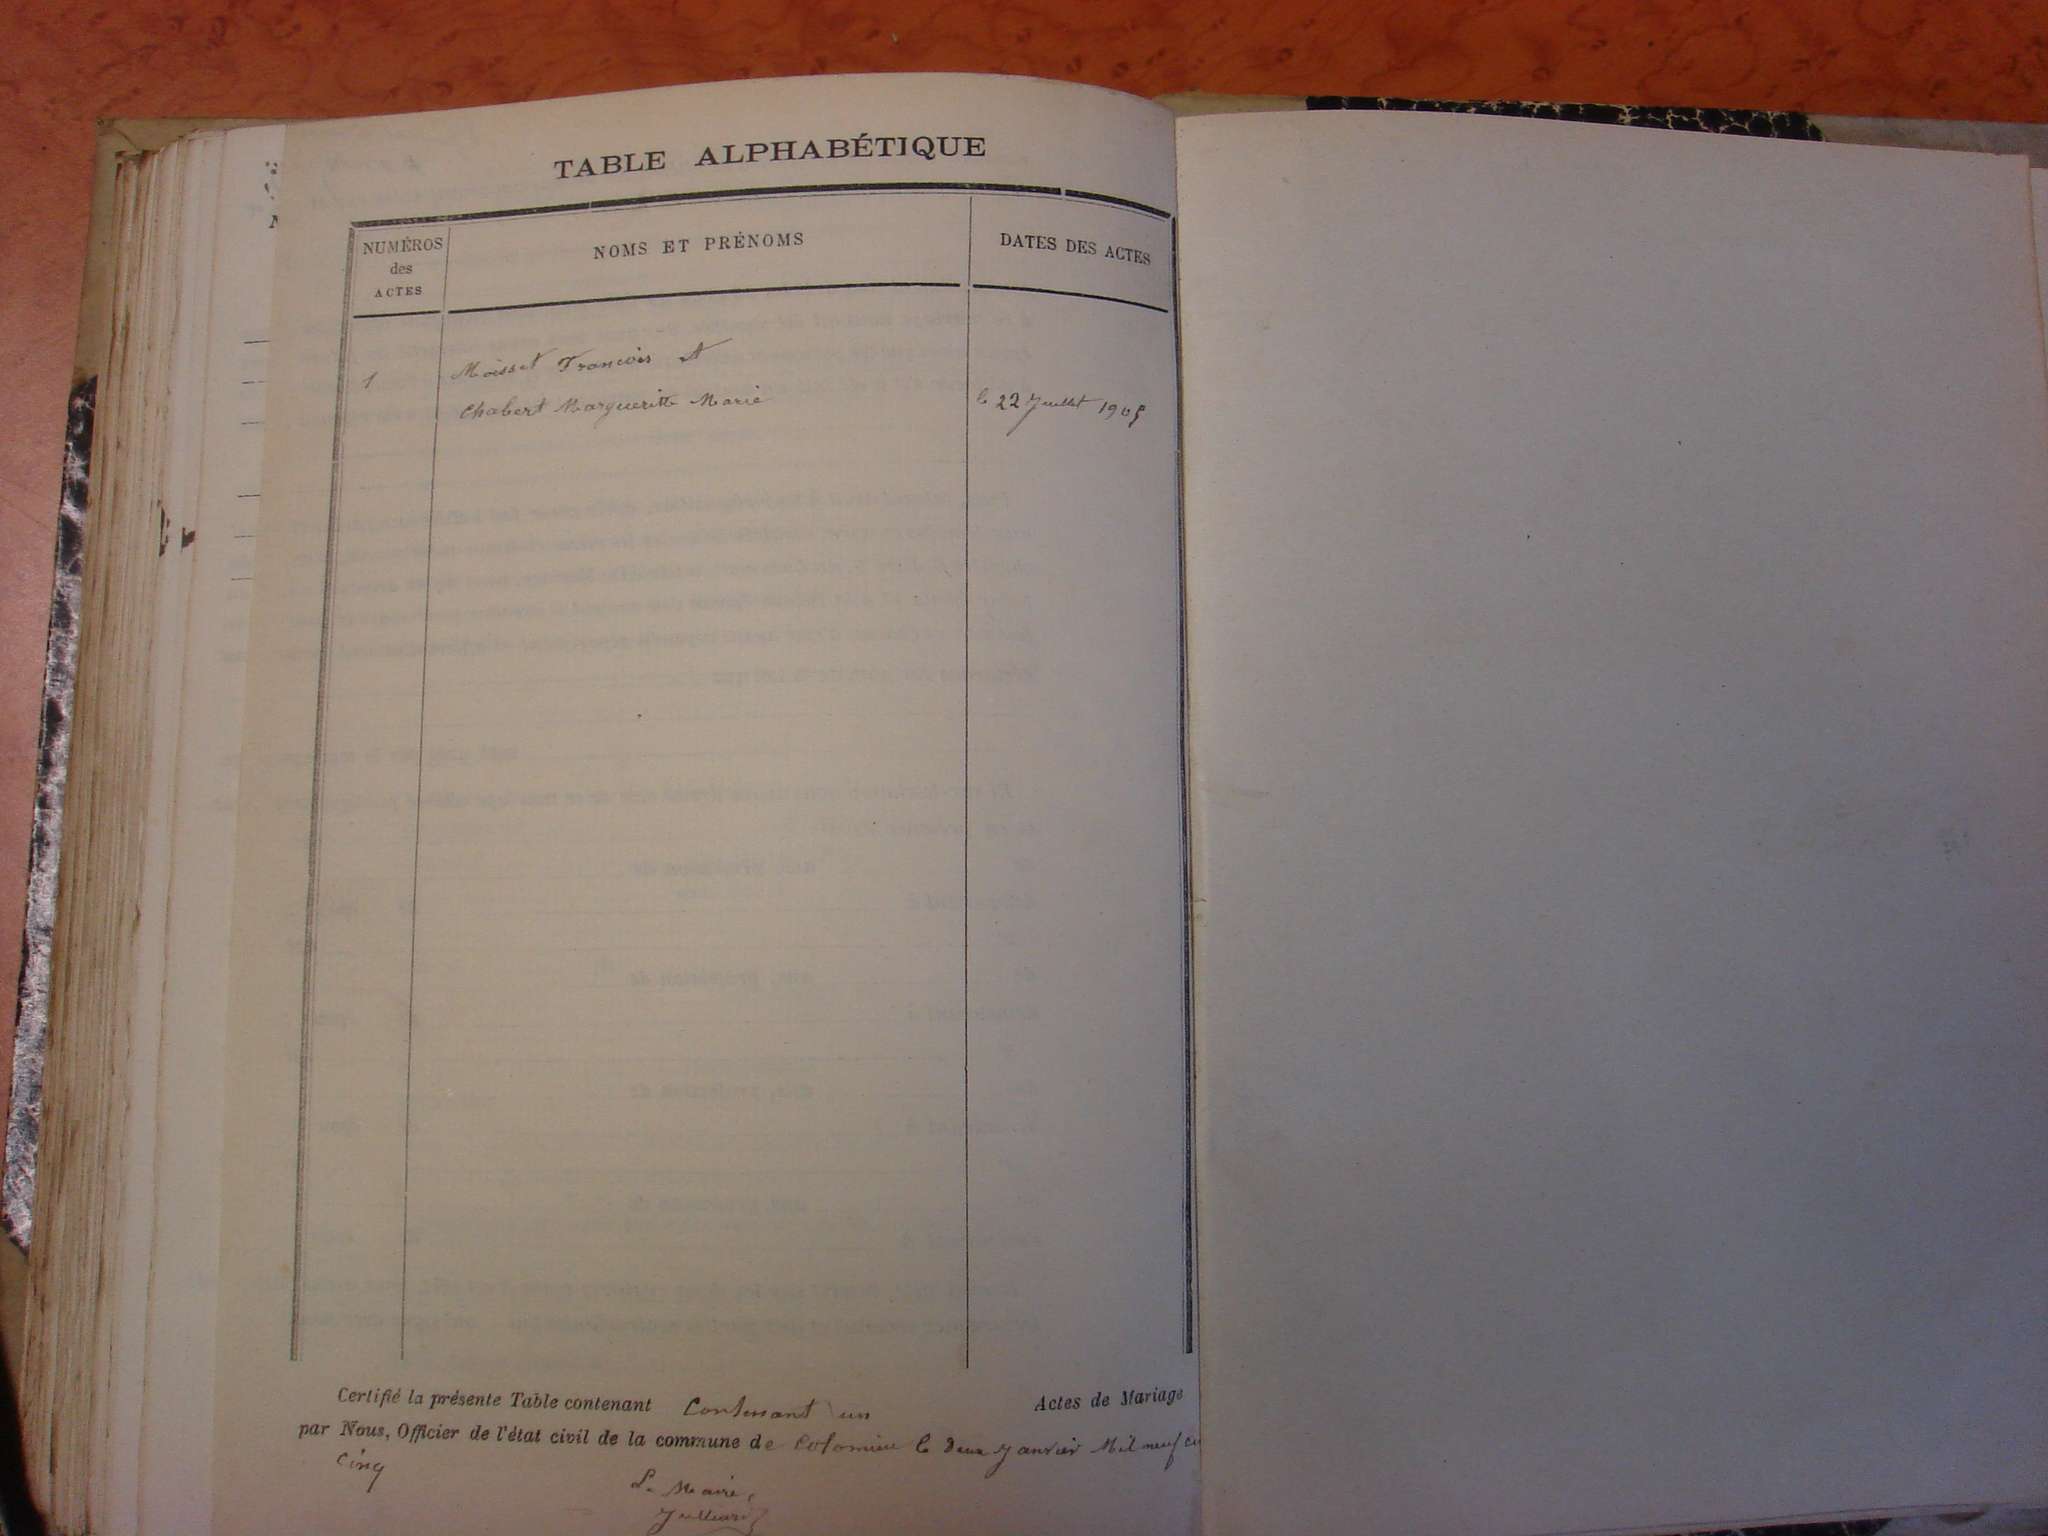 TABLE ALPHABÉTIQUE
NUMÉROS
des
ACTES
NOMS ET PRÉNOMS
DATES DES ACTES
1
Moisset Francois et
Chabert Marguerite Marie
le 22 Juillet 1905
Certifié la présente Table contenant Contenant un Actes de Mariage
par Nous, Officier de l'état civil de la commune de Colomieu le deux Janvier Mil neuf
Cinq
Le Maire,